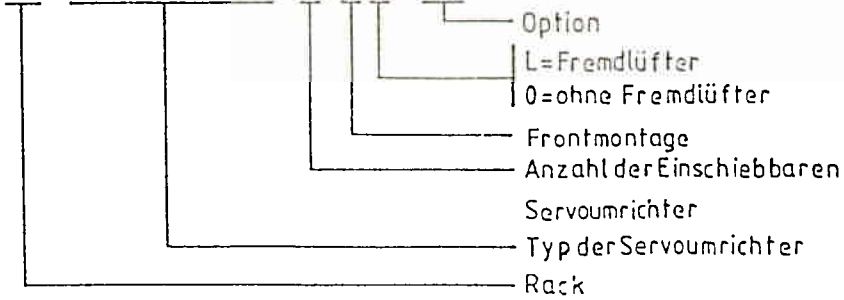 Option
L=Fremdlüfter
0=ohne Fremdlüfter
Frontmontage
Anzahl der Einschiebbaren
Servoumrichter
Typ der Servoumrichter
Rack